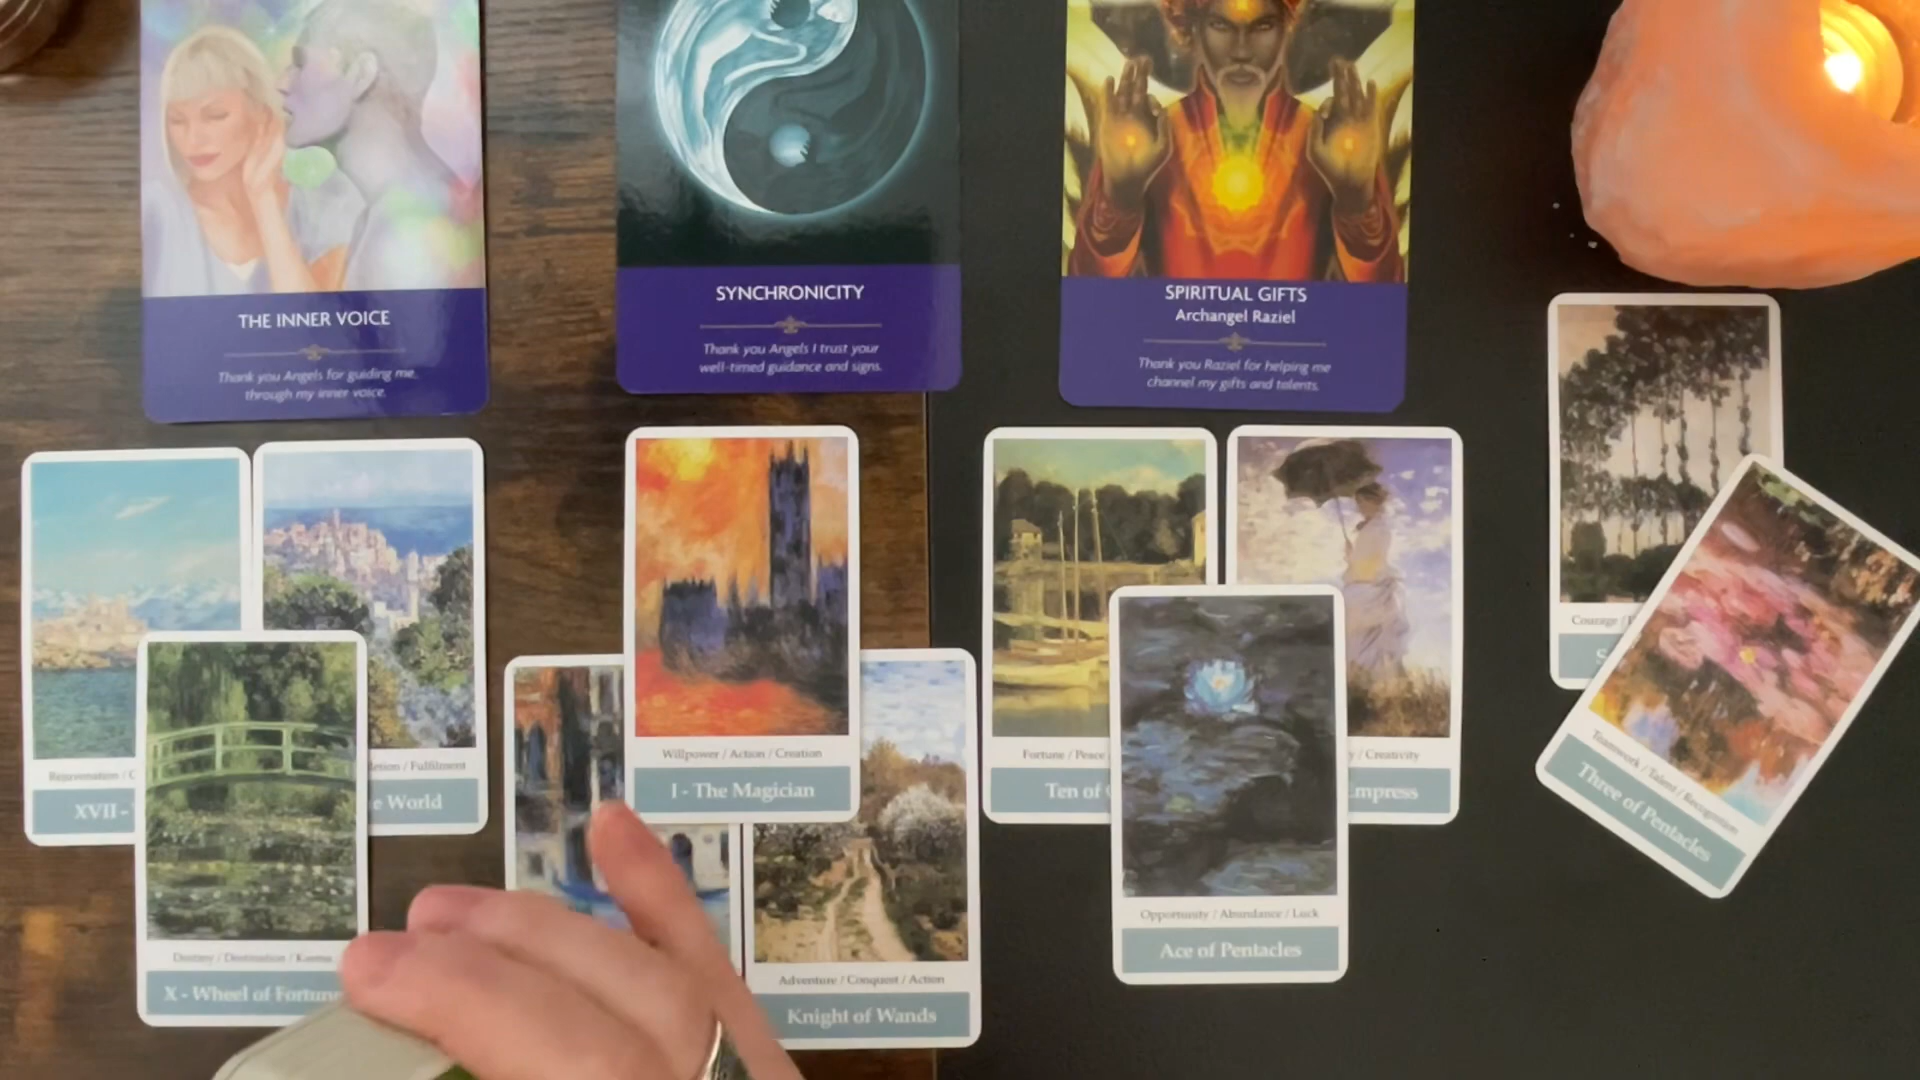 THE INNER VOICE
Thank you Angels for guiding me
through my inner voice.
SYNCHRONICITY
Thank you Angels I trust your
well-timed guidance and signs.
SPIRITUAL GIFTS
Archangel Raziel
Thank you Raziel for helping me
channel my gifts and talents.
Rejuvenation /
XVII -
/ Fulfilment
World
Destiny / Destination / Karma
X - Wheel of Fortune
Willpower / Action / Creation
I - The Magician
Adventure / Conquest / Action
Knight of Wands
Fortune / Peace
Ten of
/ Creativity
Opportunity / Abundance / Luck
Ace of Pentacles
Courage /
Teamwork / Talent / Recognition
Three of Pentacles